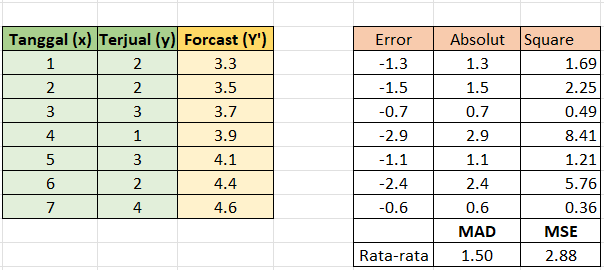 Tanggal (x) Terjual (y) Forcast (Y') Error Absolut Square
1 2 3.3 -1.3 1.3 1.69
2 2 3.5 -1.5 1.5 2.25
3 3 3.7 -0.7 0.7 0.49
4 1 3.9 -2.9 2.9 8.41
5 3 4.1 -1.1 1.1 1.21
6 2 4.4 -2.4 2.4 5.76
7 4 4.6 -0.6 0.6 0.36
MAD MSE
Rata-rata 1.50 2.88